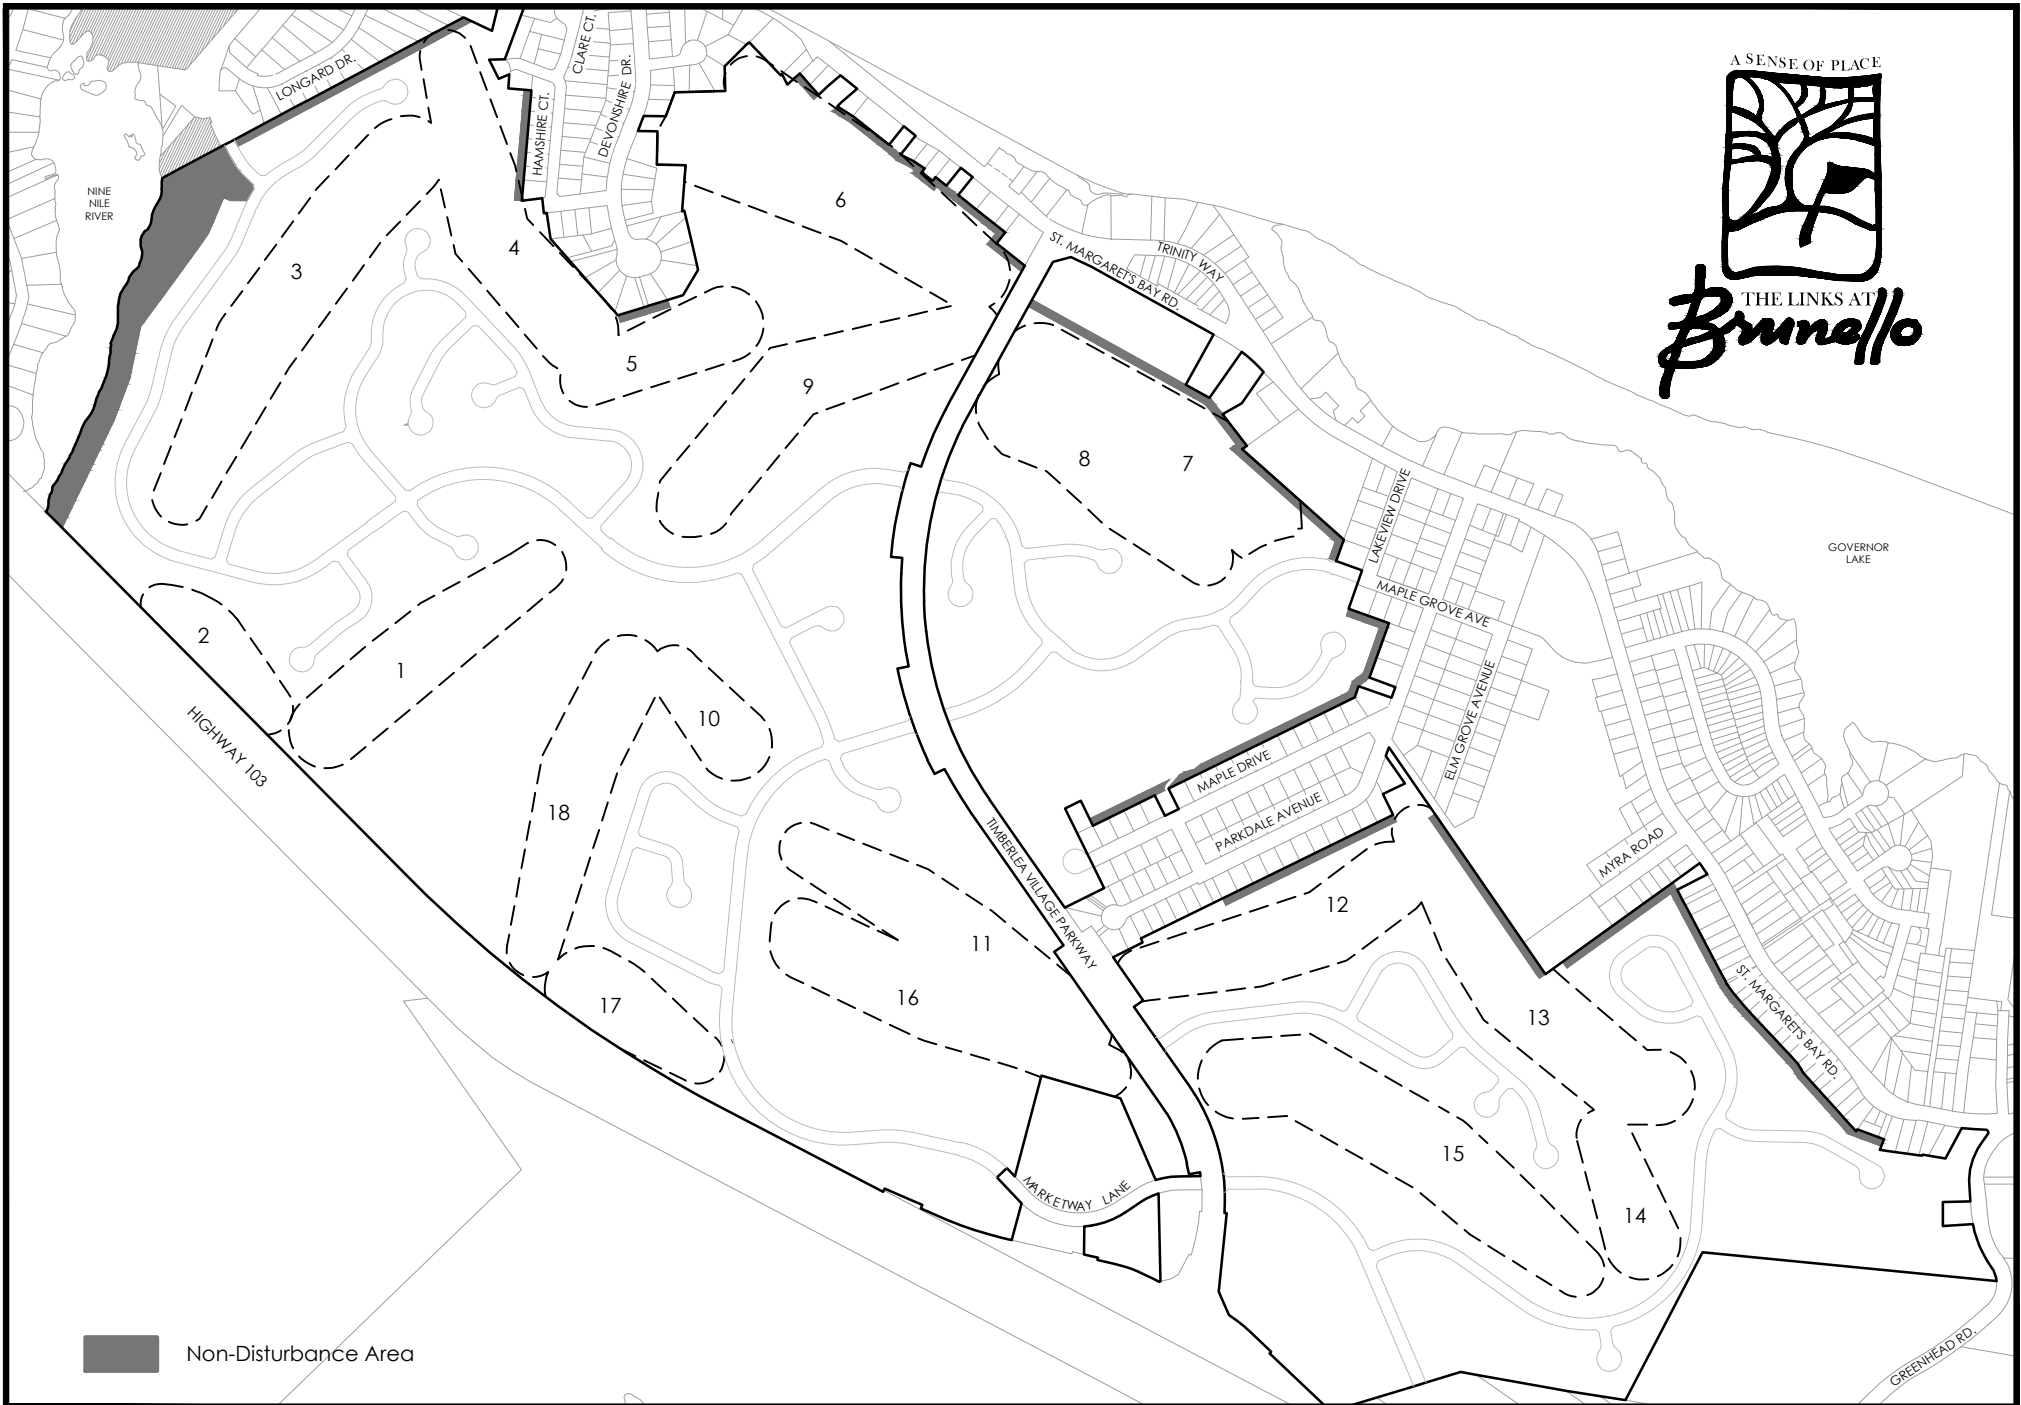 A SENSE OF PLACE
THE LINKS AT
Brunello
LONGARD DR.
CLARE CT.
DEVONSHIRE DR.
HAMSHIRE CT.
NINE
NILE
RIVER
6
3
4
ST. MARGARETS BAY RD.
TRINITY WAY
5
9
8
7
LAKEVIEW DRIVE
GOVERNOR
LAKE
MAPLE GROVE AVE
2
1
10
ELM GROVE AVENUE
HIGHWAY 103
MAPLE DRIVE
18
PARKDALE AVENUE
TIMBERLEA VILLAGE PARKWAY
MYRA ROAD
12
11
16
17
13
ST. MARGARETS BAY RD.
15
MARKETWAY LANE
14
Non-Disturbance Area
GREENHEAD RD.